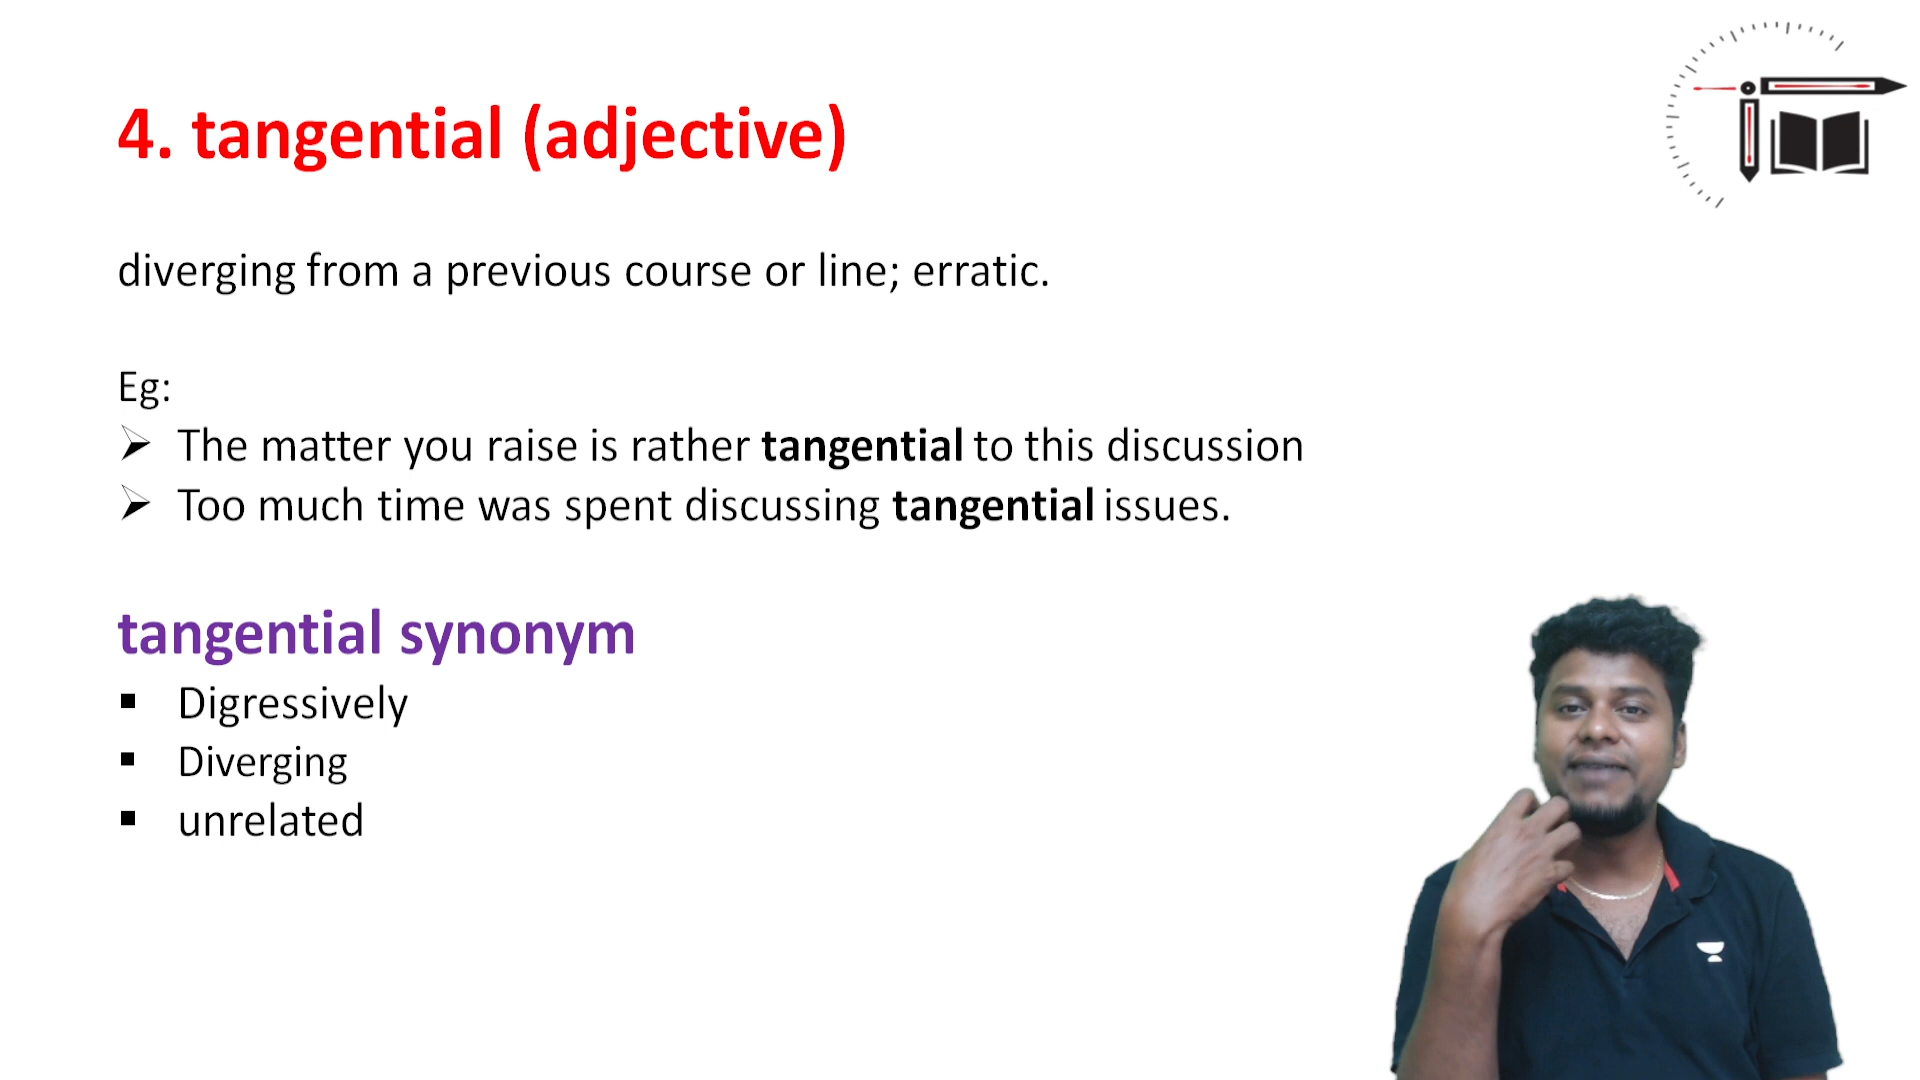 4. tangential (adjective)
diverging from a previous course or line; erratic.
Eg:
The matter you raise is rather tangential to this discussion
Too much time was spent discussing tangential issues.
tangential synonym
Digressively
Diverging
unrelated